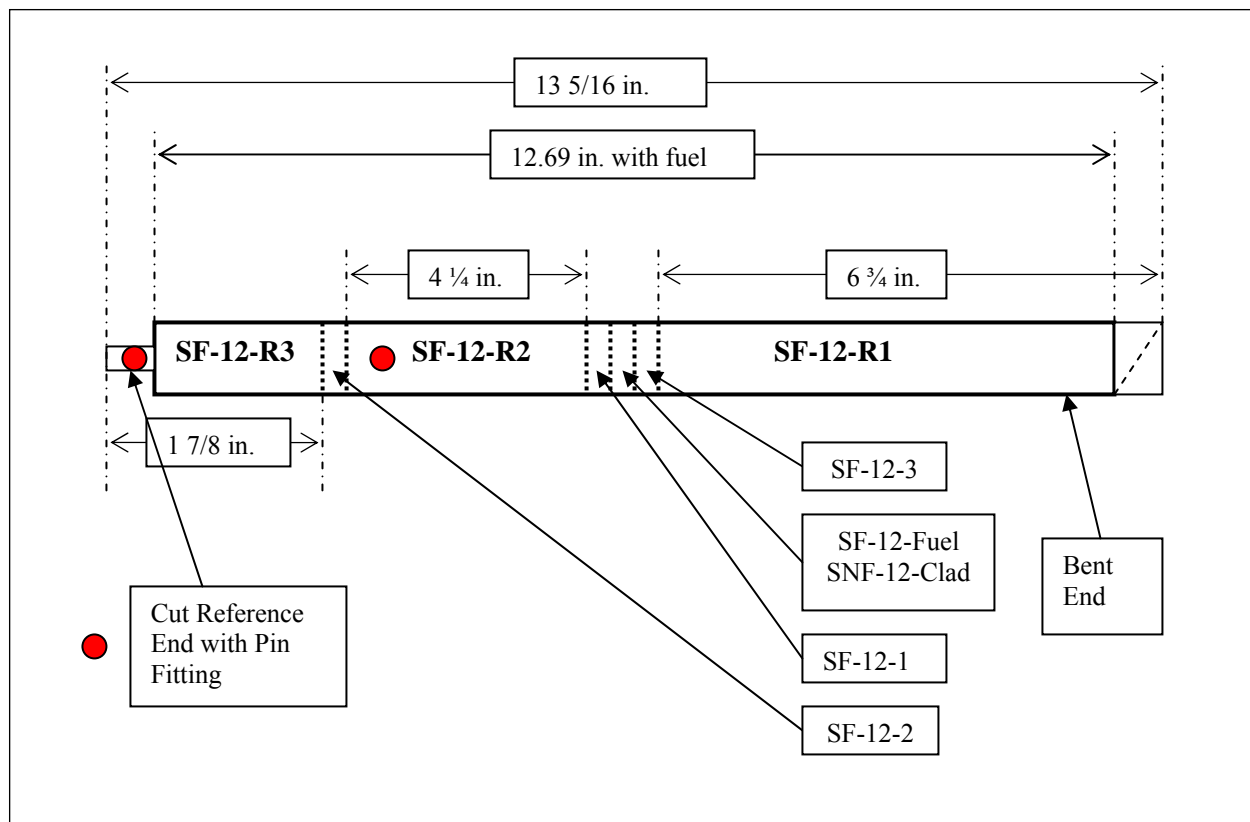 13 5/16 in.
12.69 in. with fuel
4 ¼ in.
6 ¾ in.
SF-12-R3
SF-12-R2
SF-12-R1
1 7/8 in.
SF-12-3
SF-12-Fuel
SNF-12-Clad
Bent
End
Cut Reference
End with Pin
Fitting
SF-12-1
SF-12-2